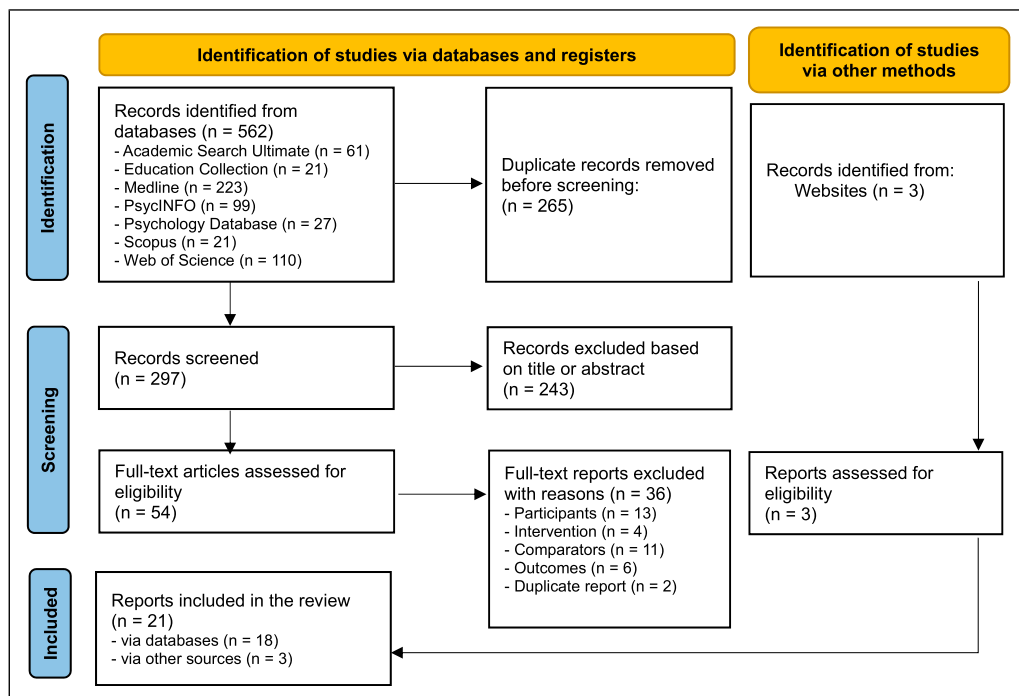 Identification of studies via databases and registers
Identification of studies
via other methods
Identification
Records identified from
databases (n = 562)
- Academic Search Ultimate (n = 61)
- Education Collection (n = 21)
- Medline (n = 223)
- PsycINFO (n = 99)
- Psychology Database (n = 27)
- Scopus (n = 21)
- Web of Science (n = 110)
Duplicate records removed
before screening:
(n = 265)
Records identified from:
Websites (n = 3)
Screening
Records screened
(n = 297)
Records excluded based
on title or abstract
(n = 243)
Full-text articles assessed for
eligibility
(n = 54)
Full-text reports excluded
with reasons (n = 36)
- Participants (n = 13)
- Intervention (n = 4)
- Comparators (n = 11)
- Outcomes (n = 6)
- Duplicate report (n = 2)
Reports assessed for
eligibility
(n = 3)
Included
Reports included in the review
(n = 21)
- via databases (n = 18)
- via other sources (n = 3)